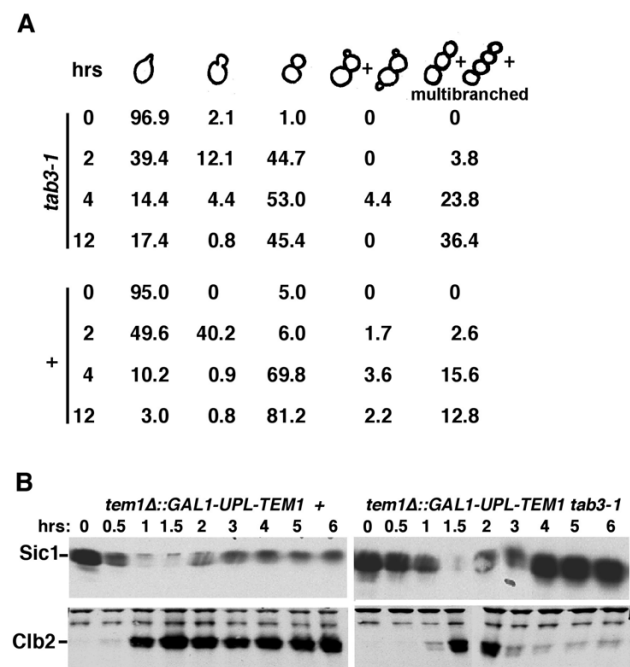 A
hrs + + +
multibranched
tab3-1
0 96.9 2.1 1.0 0 0
2 39.4 12.1 44.7 0 3.8
4 14.4 4.4 53.0 4.4 23.8
12 17.4 0.8 45.4 0 36.4
+
0 95.0 0 5.0 0 0
2 49.6 40.2 6.0 1.7 2.6
4 10.2 0.9 69.8 3.6 15.6
12 3.0 0.8 81.2 2.2 12.8
B
tem1Δ::GAL1-UPL-TEM1 + tem1Δ::GAL1-UPL-TEM1 tab3-1
hrs: 0 0.5 1 1.5 2 3 4 5 6 0 0.5 1 1.5 2 3 4 5 6
Sic1
Clb2